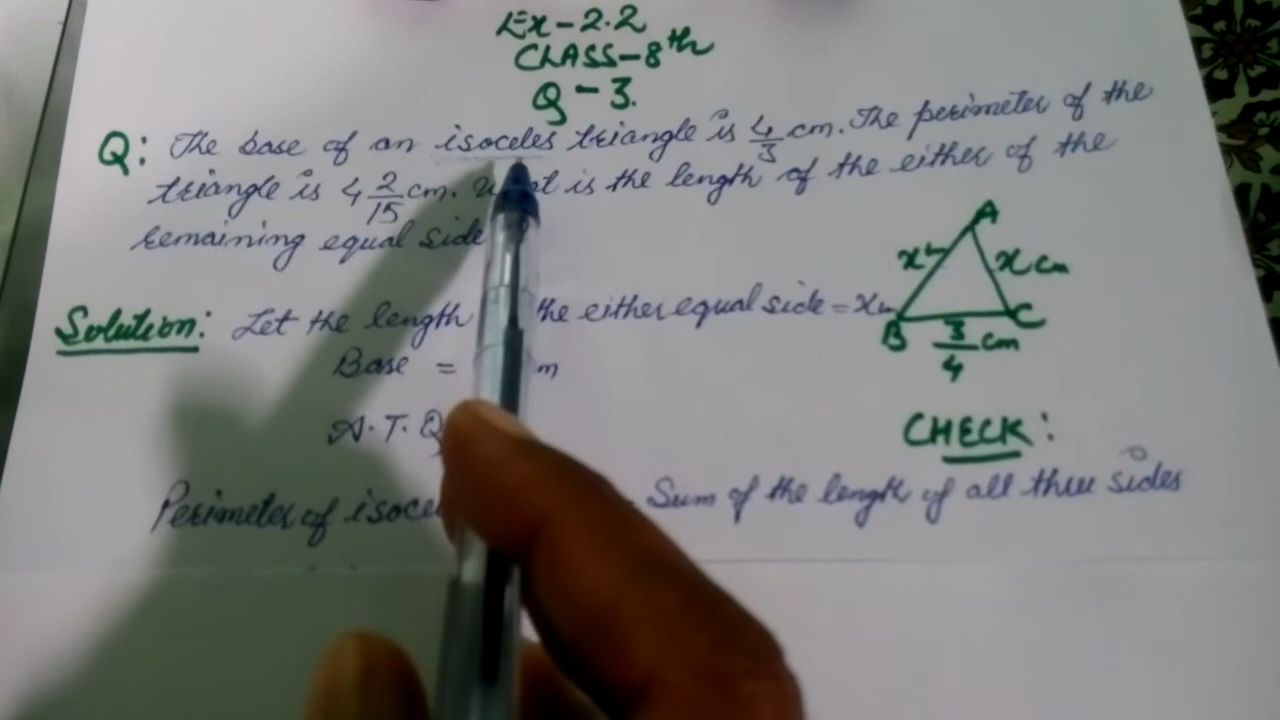 Ex-2.2
CLASS-8th
Q-3.
Q: The base of an isoceles triangle is 4/3 cm. The perimeter of the
triangle is 4 2/15 cm. is the length of the either of the
remaining equal side
Solution: Let the length the either equal side = x
Base =
A.T.Q
Perimeter of Sum of the length of all three sides
A
x
x cm
B
C
3/4 cm
CHECK: